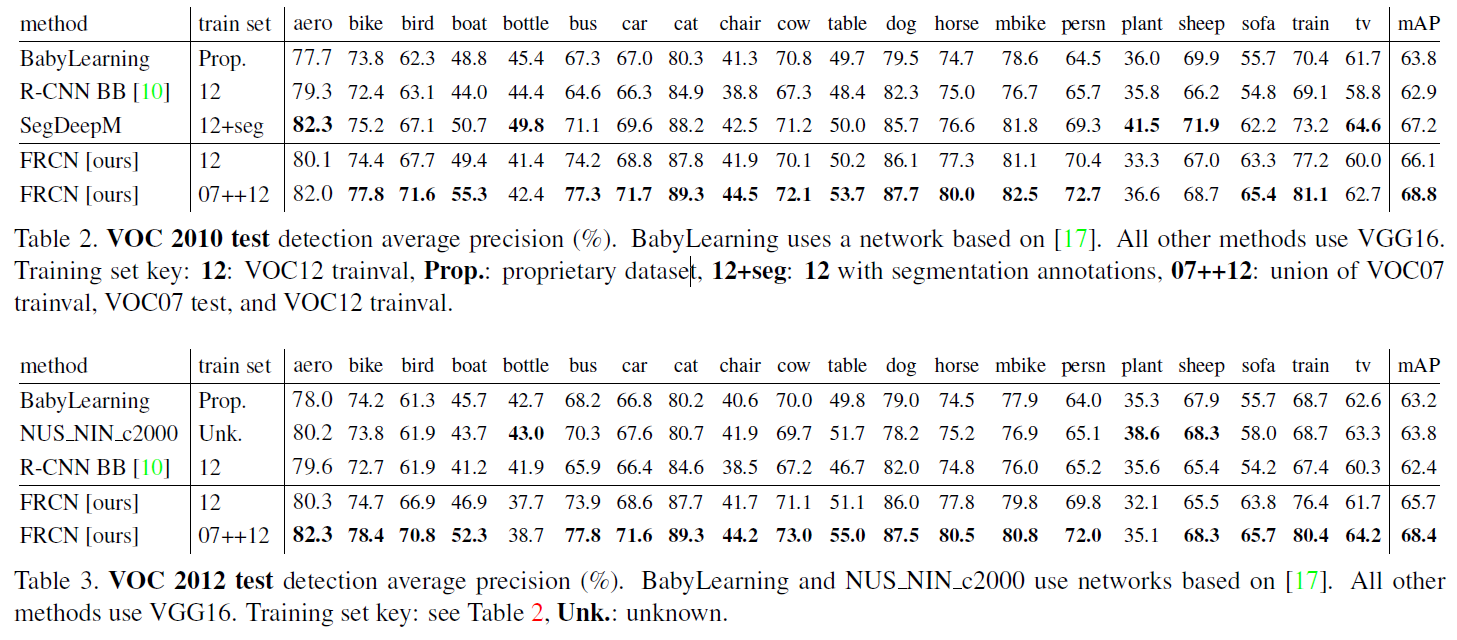 method train set aero bike bird boat bottle bus car cat chair cow table dog horse mbike persn plant sheep sofa train tv mAP
BabyLearning Prop. 77.7 73.8 62.3 48.8 45.4 67.3 67.0 80.3 41.3 70.8 49.7 79.5 74.7 78.6 64.5 36.0 69.9 55.7 70.4 61.7 63.8
R-CNN BB [10] 12 79.3 72.4 63.1 44.0 44.4 64.6 66.3 84.9 38.8 67.3 48.4 82.3 75.0 76.7 65.7 35.8 66.2 54.8 69.1 58.8 62.9
SegDeepM 12+seg 82.3 75.2 67.1 50.7 49.8 71.1 69.6 88.2 42.5 71.2 50.0 85.7 76.6 81.8 69.3 41.5 71.9 62.2 73.2 64.6 67.2
FRCN [ours] 12 80.1 74.4 67.7 49.4 41.4 74.2 68.8 87.8 41.9 70.1 50.2 86.1 77.3 81.1 70.4 33.3 67.0 63.3 77.2 60.0 66.1
FRCN [ours] 07++12 82.0 77.8 71.6 55.3 42.4 77.3 71.7 89.3 44.5 72.1 53.7 87.7 80.0 82.5 72.7 36.6 68.7 65.4 81.1 62.7 68.8
Table 2. VOC 2010 test detection average precision (%). BabyLearning uses a network based on [17]. All other methods use VGG16.
Training set key: 12: VOC12 trainval, Prop.: proprietary dataset, 12+seg: 12 with segmentation annotations, 07++12: union of VOC07
trainval, VOC07 test, and VOC12 trainval.
method train set aero bike bird boat bottle bus car cat chair cow table dog horse mbike persn plant sheep sofa train tv mAP
BabyLearning Prop. 78.0 74.2 61.3 45.7 42.7 68.2 66.8 80.2 40.6 70.0 49.8 79.0 74.5 77.9 64.0 35.3 67.9 55.7 68.7 62.6 63.2
NUS_NIN_c2000 Unk. 80.2 73.8 61.9 43.7 43.0 70.3 67.6 80.7 41.9 69.7 51.7 78.2 75.2 76.9 65.1 38.6 68.3 58.0 68.7 63.3 63.8
R-CNN BB [10] 12 79.6 72.7 61.9 41.2 41.9 65.9 66.4 84.6 38.5 67.2 46.7 82.0 74.8 76.0 65.2 35.6 65.4 54.2 67.4 60.3 62.4
FRCN [ours] 12 80.3 74.7 66.9 46.9 37.7 73.9 68.6 87.7 41.7 71.1 51.1 86.0 77.8 79.8 69.8 32.1 65.5 63.8 76.4 61.7 65.7
FRCN [ours] 07++12 82.3 78.4 70.8 52.3 38.7 77.8 71.6 89.3 44.2 73.0 55.0 87.5 80.5 80.8 72.0 35.1 68.3 65.7 80.4 64.2 68.4
Table 3. VOC 2012 test detection average precision (%). BabyLearning and NUS_NIN_c2000 use networks based on [17]. All other
methods use VGG16. Training set key: see Table 2, Unk.: unknown.